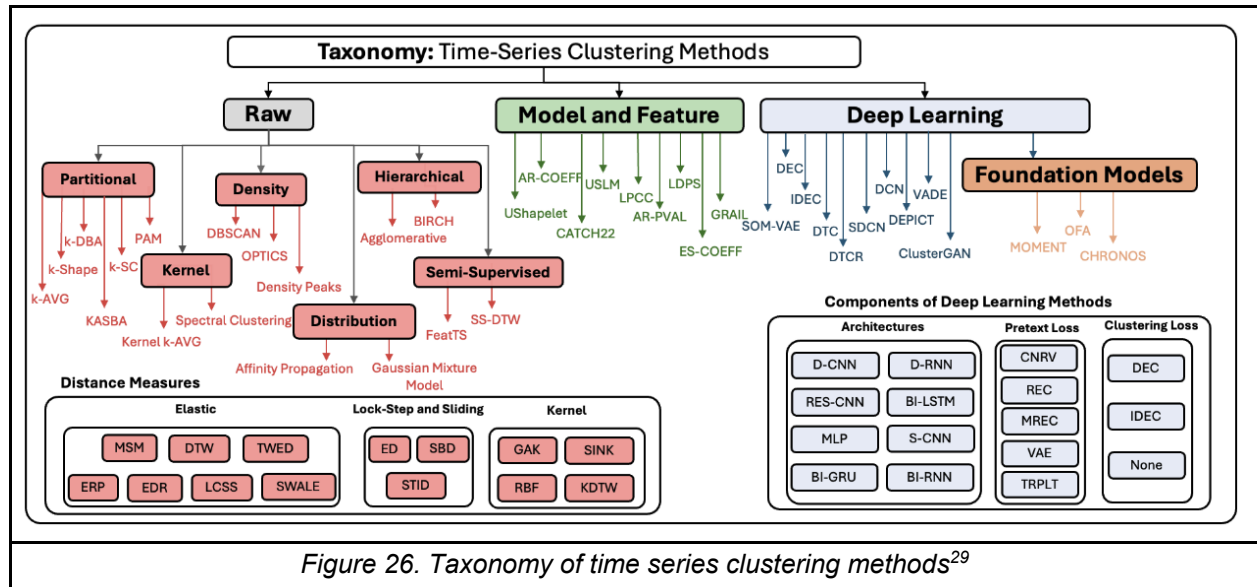 Taxonomy: Time-Series Clustering Methods
Raw
Model and Feature
Deep Learning
Partitional
k-AVG
k-Shape
k-DBA
KASBA
k-SC
PAM
Kernel
Kernel k-AVG
Spectral Clustering
Density
DBSCAN
OPTICS
Density Peaks
Distribution
Affinity Propagation
Gaussian Mixture
Model
Hierarchical
Agglomerative
BIRCH
Semi-Supervised
FeatTS
SS-DTW
UShapelet
AR-COEFF
CATCH22
USLM
LPCC
AR-PVAL
LDPS
ES-COEFF
GRAIL
SOM-VAE
DEC
IDEC
DTC
DTCR
SDCN
DCN
DEPICT
VADE
ClusterGAN
Foundation Models
MOMENT
OFA
CHRONOS
Distance Measures
Elastic
MSM
DTW
TWED
ERP
EDR
LCSS
SWALE
Lock-Step and Sliding
ED
SBD
STID
Kernel
GAK
SINK
RBF
KDTW
Components of Deep Learning Methods
Architectures
D-CNN
D-RNN
RES-CNN
BI-LSTM
MLP
S-CNN
BI-GRU
BI-RNN
Pretext Loss
CNRV
REC
MREC
VAE
TRPLT
Clustering Loss
DEC
IDEC
None
Figure 26. Taxonomy of time series clustering methods29